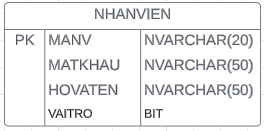 NHANVIEN
PK MANV NVARCHAR(20)
MATKHAU NVARCHAR(50)
HOVATEN NVARCHAR(50)
VAITRO BIT